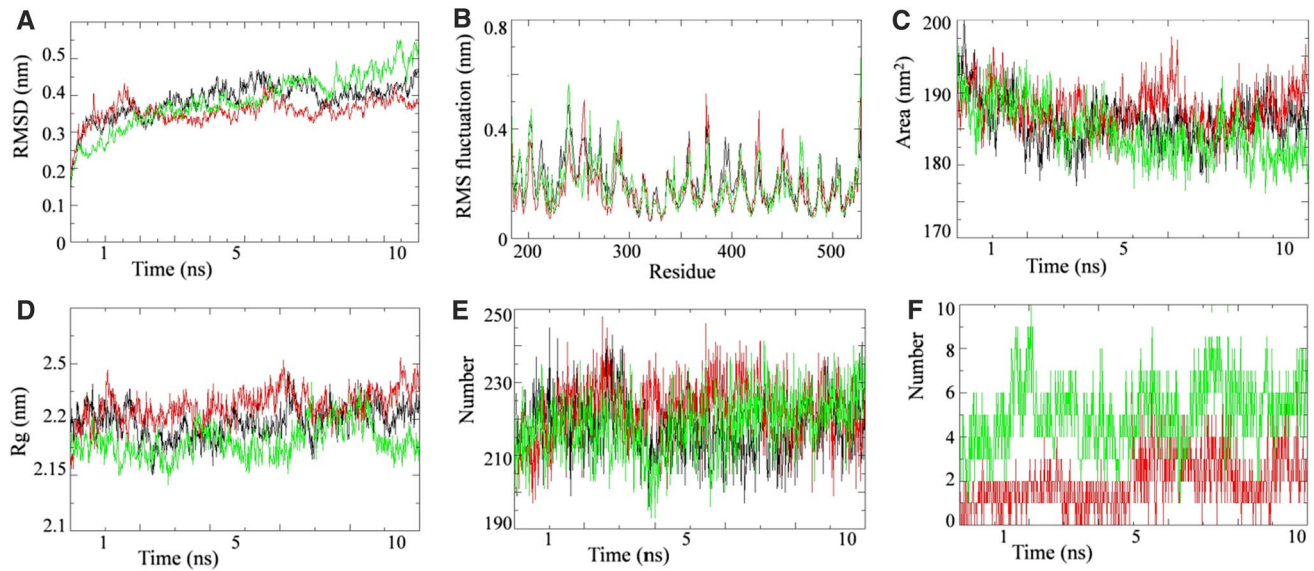 A
RMSD (nm)
0.5
0.4
0.3
0.2
0.1
0
1 5 10
Time (ns)
B
RMS fluctuation (nm)
0.8
0.4
0
200 300 400 500
Residue
C
Area (nm²)
200
190
180
170
1 5 10
Time (ns)
D
Rg (nm)
2.5
2.2
2.15
2.1
1 5 10
Time (ns)
E
Number
250
230
210
190
1 5 10
Time (ns)
F
Number
10
8
6
4
2
0
1 5 10
Time (ns)